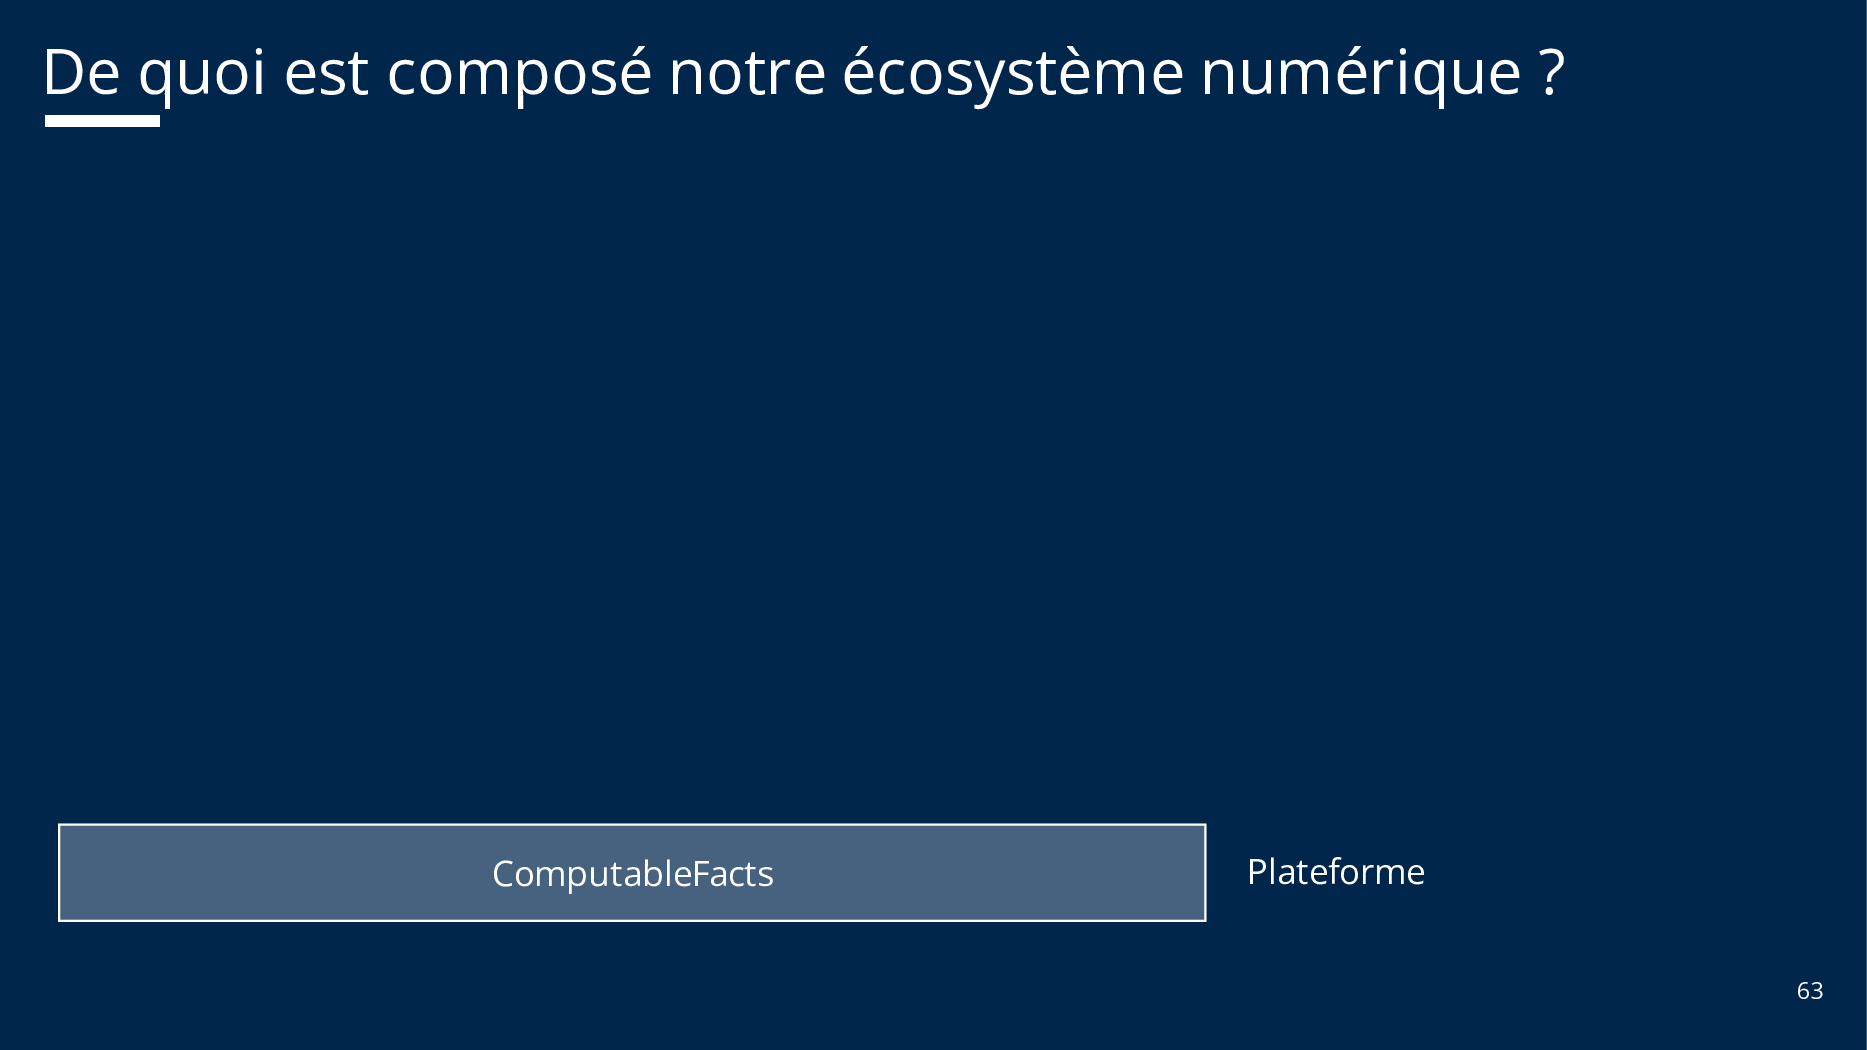 De quoi est composé notre écosystème numérique ?
ComputableFacts
Plateforme
63